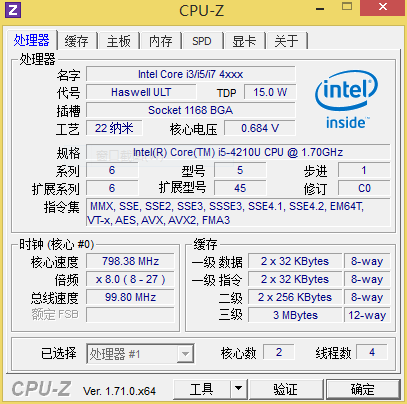 CPU-Z
处理器 缓存 主板 内存 SPD 显卡 关于
处理器
名字 Intel Core i3/i5/i7 4xxx
代号 Haswell ULT TDP 15.0 W
插槽 Socket 1168 BGA
工艺 22 纳米 核心电压 0.684 V
intel inside™
规格 Intel(R) Core(TM) i5-4210U CPU @ 1.70GHz
系列 6 型号 5 步进 1
扩展系列 6 扩展型号 45 修订 C0
指令集 MMX, SSE, SSE2, SSE3, SSSE3, SSE4.1, SSE4.2, EM64T,
VT-x, AES, AVX, AVX2, FMA3
时钟 (核心 #0) 缓存
核心速度 798.38 MHz 一级 数据 2 x 32 KBytes 8-way
倍频 x 8.0 ( 8 - 27 ) 一级 指令 2 x 32 KBytes 8-way
总线速度 99.80 MHz 二级 2 x 256 KBytes 8-way
额定 FSB 三级 3 MBytes 12-way
已选择 处理器 #1 核心数 2 线程数 4
CPU-Z Ver. 1.71.0.x64 工具 验证 确定